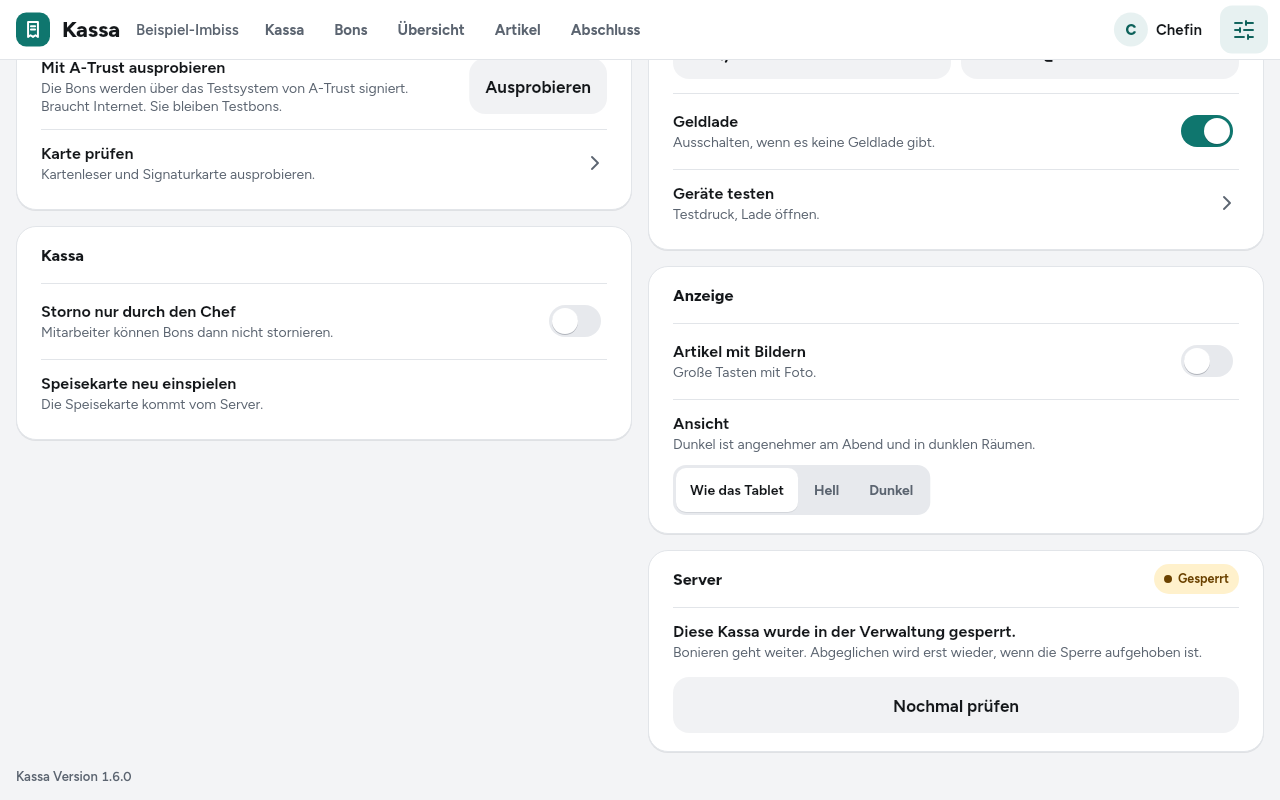 Kassa
Beispiel-Imbiss
Kassa
Bons
Übersicht
Artikel
Abschluss
C
Chefin
Mit A-Trust ausprobieren
Die Bons werden über das Testsystem von A-Trust signiert.
Braucht Internet. Sie bleiben Testbons.
Ausprobieren
Karte prüfen
Kartenleser und Signaturkarte ausprobieren.
Kassa
Storno nur durch den Chef
Mitarbeiter können Bons dann nicht stornieren.
Speisekarte neu einspielen
Die Speisekarte kommt vom Server.
Geldlade
Ausschalten, wenn es keine Geldlade gibt.
Geräte testen
Testdruck, Lade öffnen.
Anzeige
Artikel mit Bildern
Große Tasten mit Foto.
Ansicht
Dunkel ist angenehmer am Abend und in dunklen Räumen.
Wie das Tablet
Hell
Dunkel
Server
Gesperrt
Diese Kassa wurde in der Verwaltung gesperrt.
Bonieren geht weiter. Abgeglichen wird erst wieder, wenn die Sperre aufgehoben ist.
Nochmal prüfen
Kassa Version 1.6.0